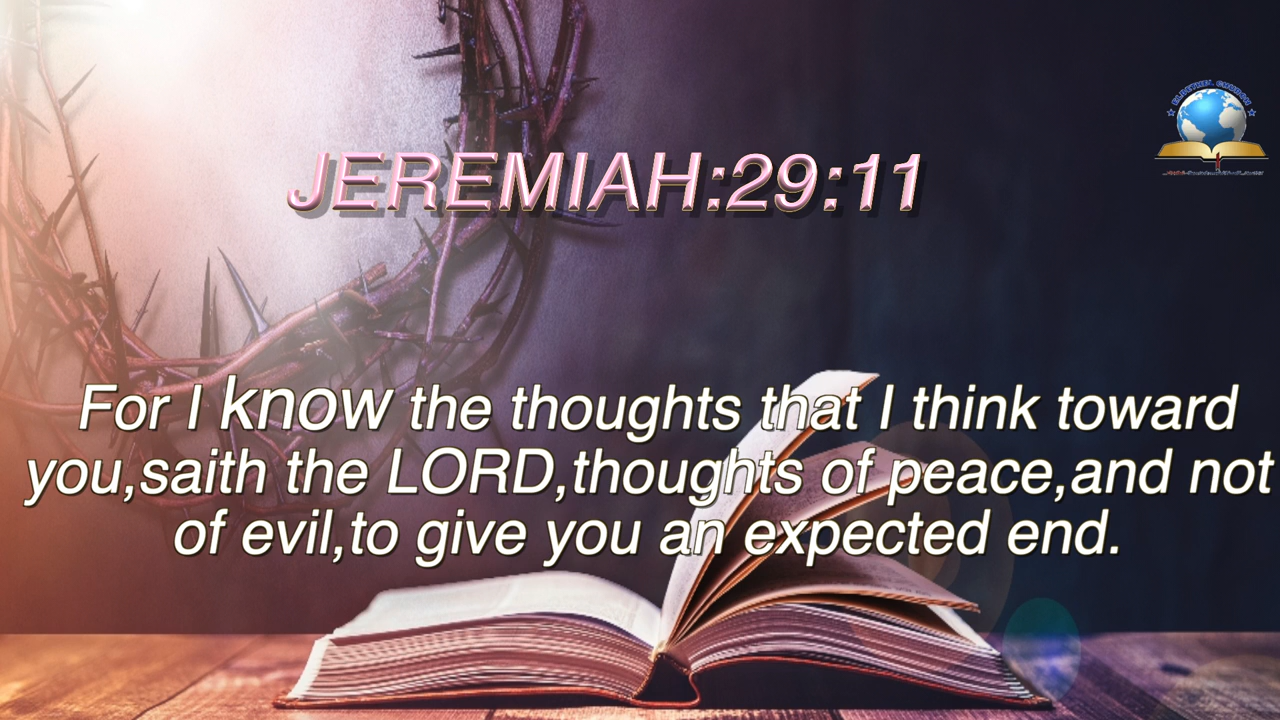 JEREMIAH:29:11
For I know the thoughts that I think toward
you,saith the LORD,thoughts of peace,and not
of evil,to give you an expected end.
CHURCH